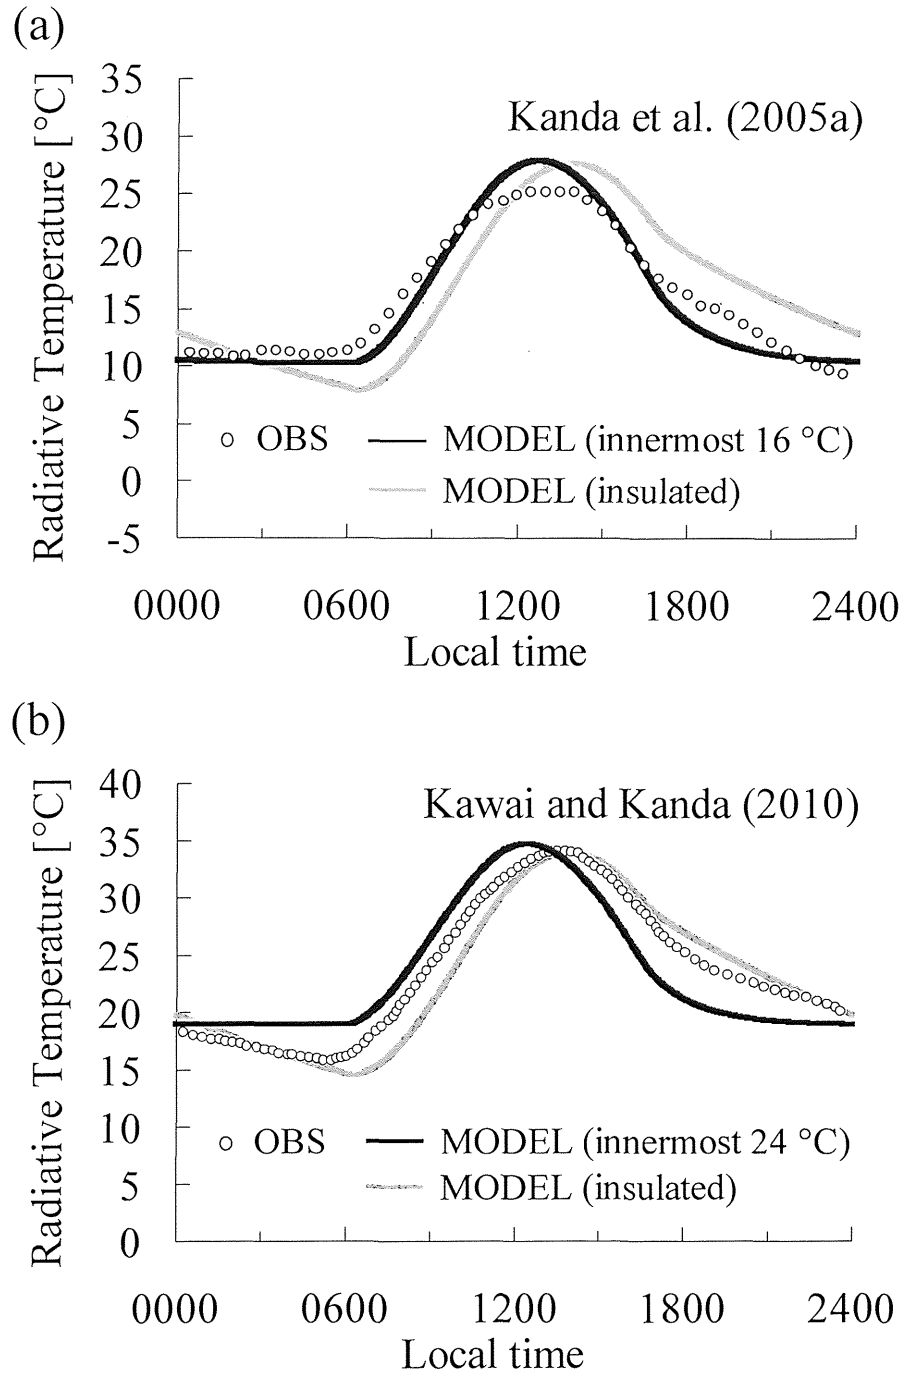 (a)
Radiative Temperature [°C]
35
30
25
20
15
10
5
0
-5
Kanda et al. (2005a)
OBS
MODEL (innermost 16 °C)
MODEL (insulated)
0000 0600 1200 1800 2400
Local time
(b)
Radiative Temperature [°C]
40
35
30
25
20
15
10
5
0
Kawai and Kanda (2010)
OBS
MODEL (innermost 24 °C)
MODEL (insulated)
0000 0600 1200 1800 2400
Local time